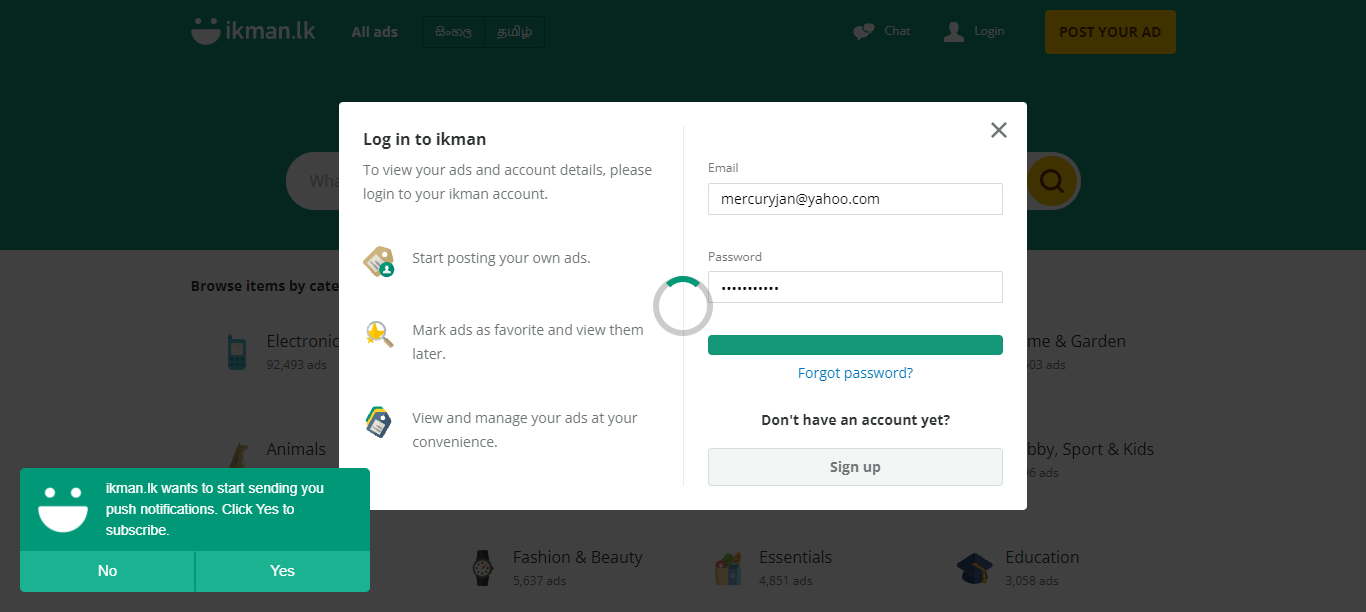 ikman.lk
All ads
සිංහල
தமிழ்
Chat
Login
POST YOUR AD
Wha
Log in to ikman
To view your ads and account details, please
login to your ikman account.
Start posting your own ads.
Mark ads as favorite and view them
later.
View and manage your ads at your
convenience.
Email
mercuryjan@yahoo.com
Password
•••••••••••
Forgot password?
Don't have an account yet?
Sign up
Browse items by cate
Electronic
92,493 ads
me & Garden
503 ads
Animals
bby, Sport & Kids
6 ads
ikman.lk wants to start sending you
push notifications. Click Yes to
subscribe.
No
Yes
Fashion & Beauty
5,637 ads
Essentials
4,851 ads
Education
3,058 ads